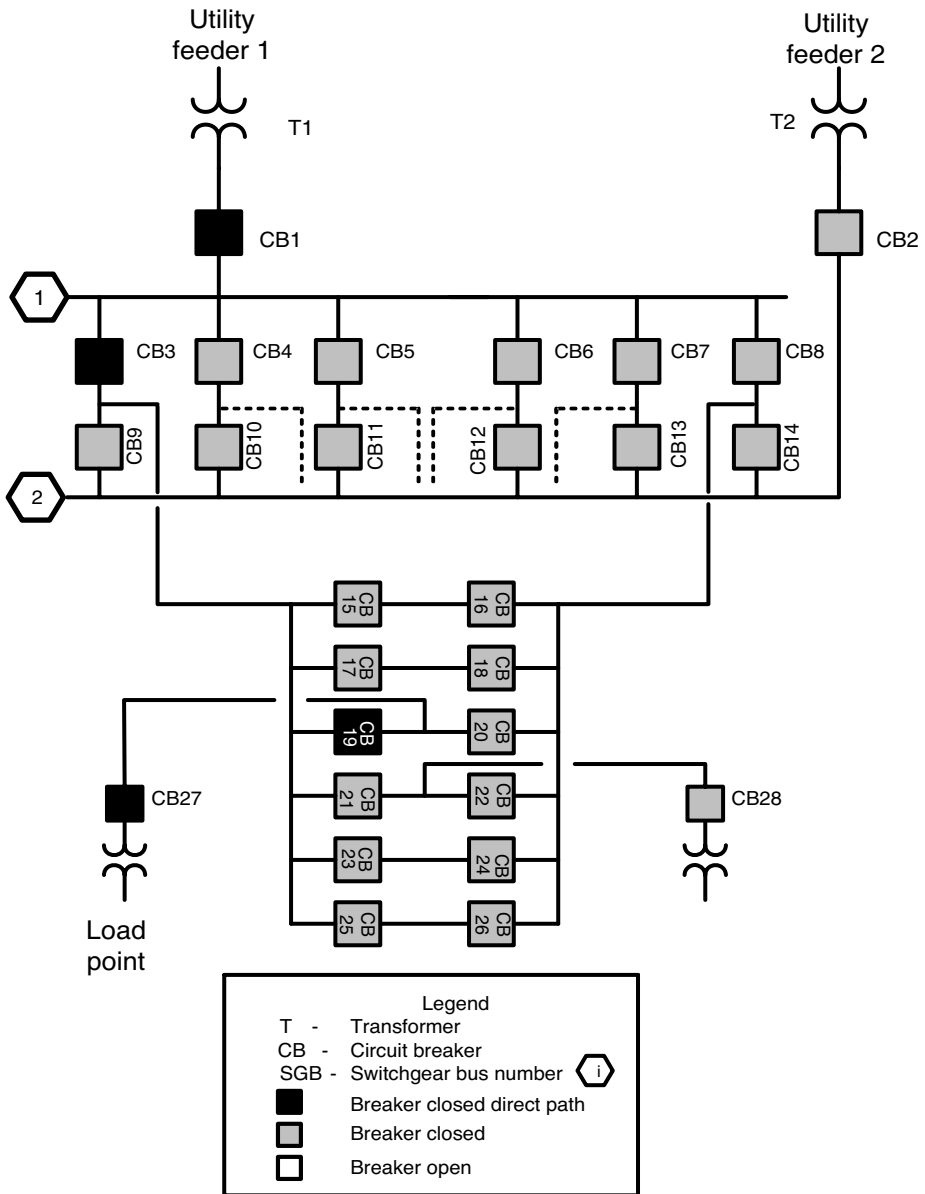 Utility
feeder 1
Utility
feeder 2
T1
T2
CB1
CB2
1
CB3
CB4
CB5
CB6
CB7
CB8
CB9
CB10
CB11
CB12
CB13
CB14
2
CB
15
CB
16
CB
17
CB
18
CB
19
CB
20
CB
21
CB
22
CB27
CB28
CB
23
CB
24
CB
25
CB
26
Load
point
Legend
T - Transformer
CB - Circuit breaker
SGB - Switchgear bus number i
Breaker closed direct path
Breaker closed
Breaker open